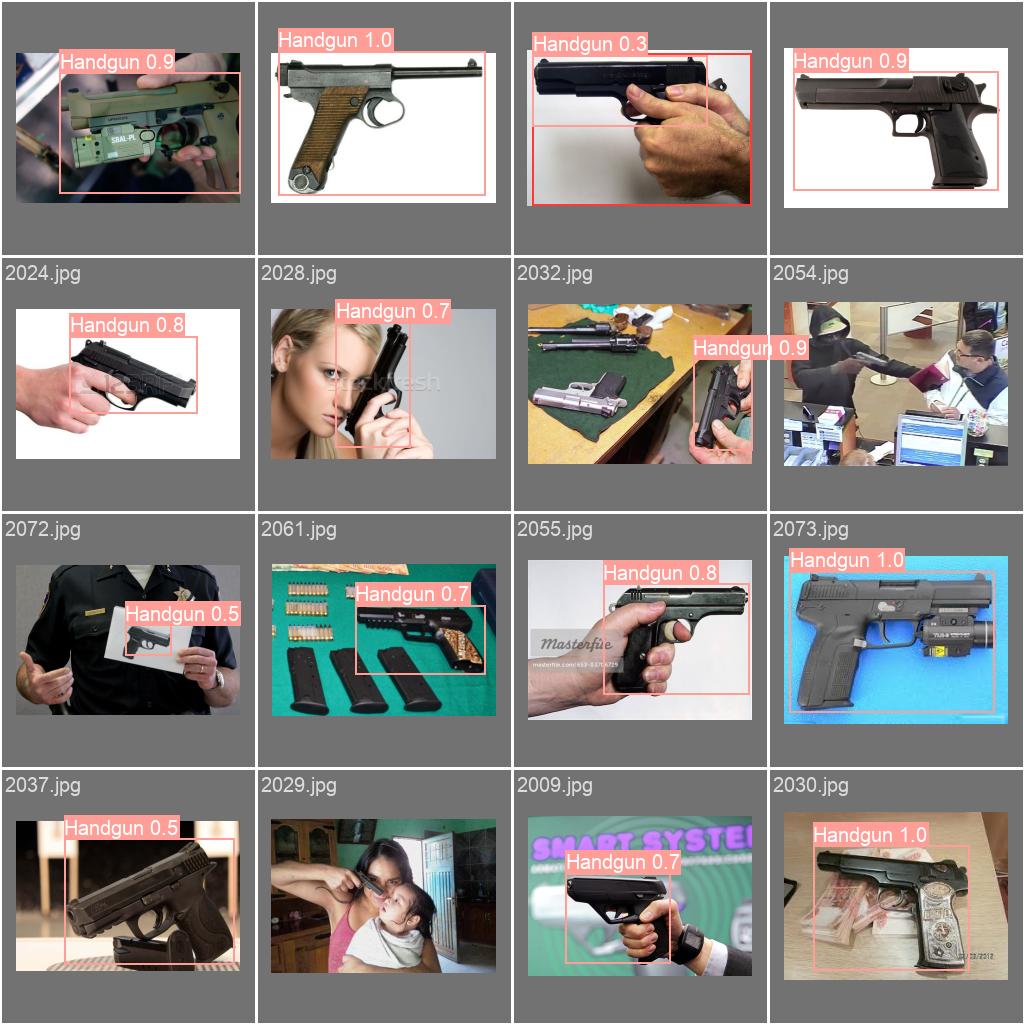 Handgun 0.9
SBAL-PL
Handgun 1.0
Handgun 0.3
Handgun 0.9
2024.jpg
Handgun 0.8
2028.jpg
Handgun 0.7
2032.jpg
Handgun 0.9
2054.jpg
2072.jpg
Handgun 0.5
2061.jpg
Handgun 0.7
2055.jpg
Handgun 0.8
Masterfile
2073.jpg
Handgun 1.0
2037.jpg
Handgun 0.5
2029.jpg
2009.jpg
SMART SYSTEM
Handgun 0.7
2030.jpg
Handgun 1.0